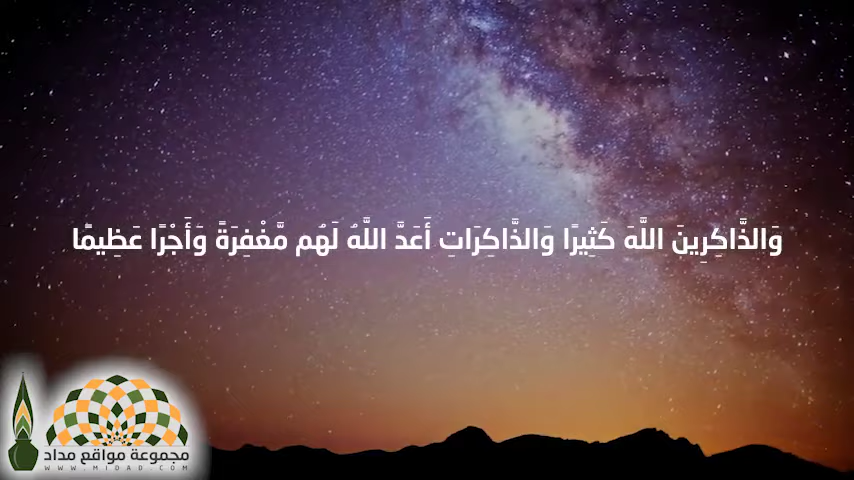 وَالذَّاكِرِينَ اللَّهَ كَثِيرًا وَالذَّاكِرَاتِ أَعَدَّ اللَّهُ لَهُم مَّغْفِرَةً وَأَجْرًا عَظِيمًا
مجموعة مواقع مداد
WWW.MIDAD.COM